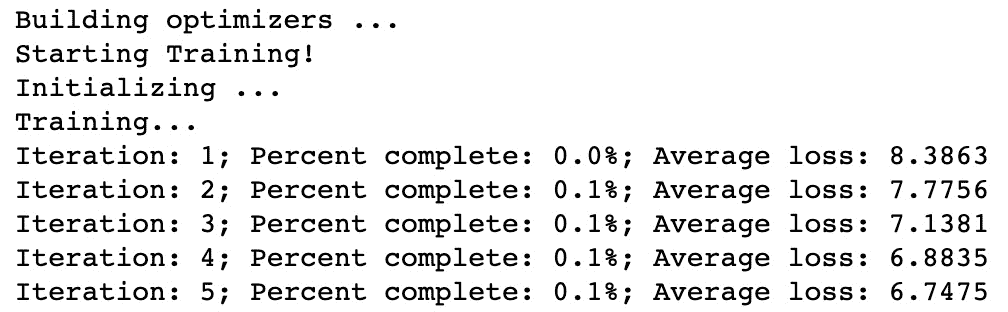 Building optimizers ...
Starting Training!
Initializing ...
Training...
Iteration: 1; Percent complete: 0.0%; Average loss: 8.3863
Iteration: 2; Percent complete: 0.1%; Average loss: 7.7756
Iteration: 3; Percent complete: 0.1%; Average loss: 7.1381
Iteration: 4; Percent complete: 0.1%; Average loss: 6.8835
Iteration: 5; Percent complete: 0.1%; Average loss: 6.7475